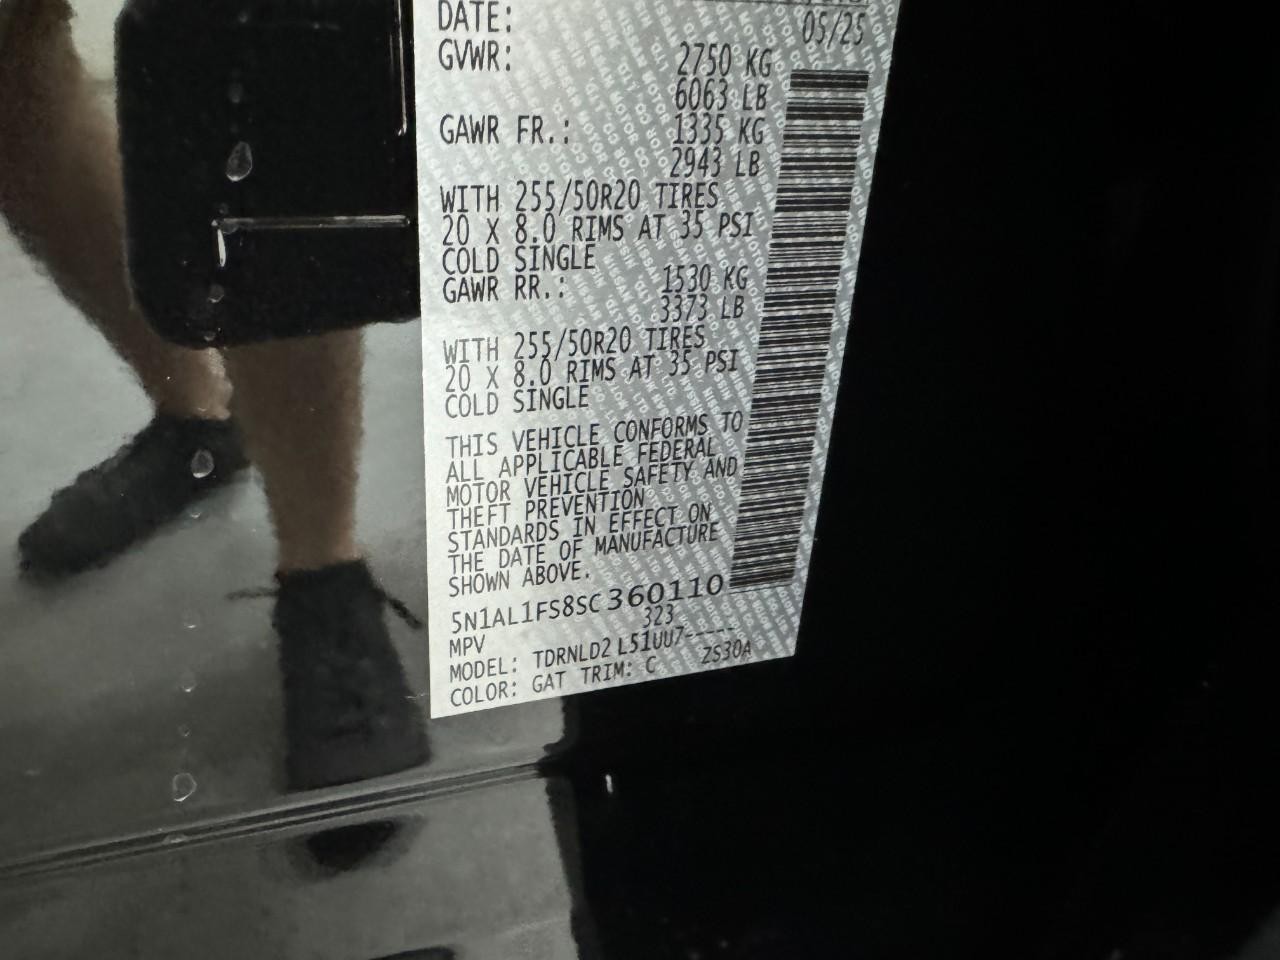 DATE: 05/25
GVWR: 2750 KG
6063 LB
GAWR FR.: 1335 KG
2943 LB
WITH 255/50R20 TIRES
20 X 8.0 RIMS AT 35 PSI
COLD SINGLE
GAWR RR.: 1530 KG
3373 LB
WITH 255/50R20 TIRES
20 X 8.0 RIMS AT 35 PSI
COLD SINGLE
THIS VEHICLE CONFORMS TO
ALL APPLICABLE FEDERAL
MOTOR VEHICLE SAFETY AND
THEFT PREVENTION
STANDARDS IN EFFECT ON
THE DATE OF MANUFACTURE
SHOWN ABOVE.
5N1AL1FS8SC360110
MPV 323
MODEL: TDRNLD2 L51UU7-----
COLOR: GAT TRIM: C ZS30A